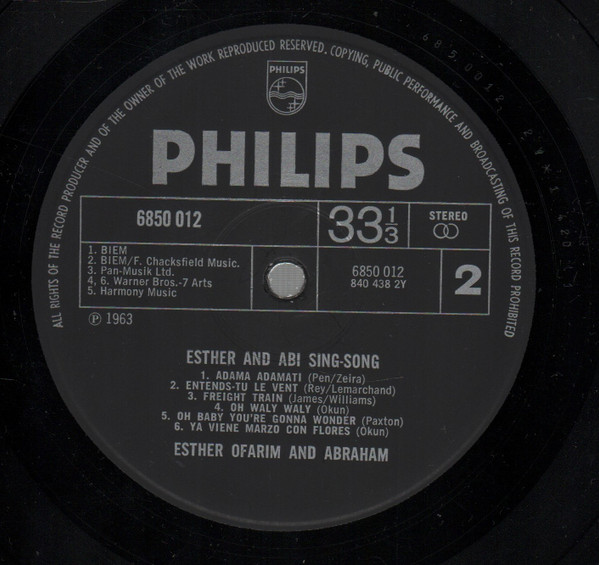 ALL RIGHTS OF THE RECORD PRODUCER AND OF THE OWNER OF THE WORK REPRODUCED RESERVED. COPYING, PUBLIC PERFORMANCE AND BROADCASTING OF THIS RECORD PROHIBITED
PHILIPS
PHILIPS
6850 012
33 1/3
STEREO
1. BIEM
2. BIEM/F. Chacksfield Music.
3. Pan-Musik Ltd.
4, 6. Warner Bros.-7 Arts
5. Harmony Music
6850 012
840 438 2Y
2
℗ 1963
ESTHER AND ABI SING-SONG
1. ADAMA ADAMATI (Pen/Zeira)
2. ENTENDS-TU LE VENT (Rey/Lemarchand)
3. FREIGHT TRAIN (James/Williams)
4. OH WALY WALY (Okun)
5. OH BABY YOU'RE GONNA WONDER (Paxton)
6. YA VIENE MARZO CON FLORES (Okun)
ESTHER OFARIM AND ABRAHAM